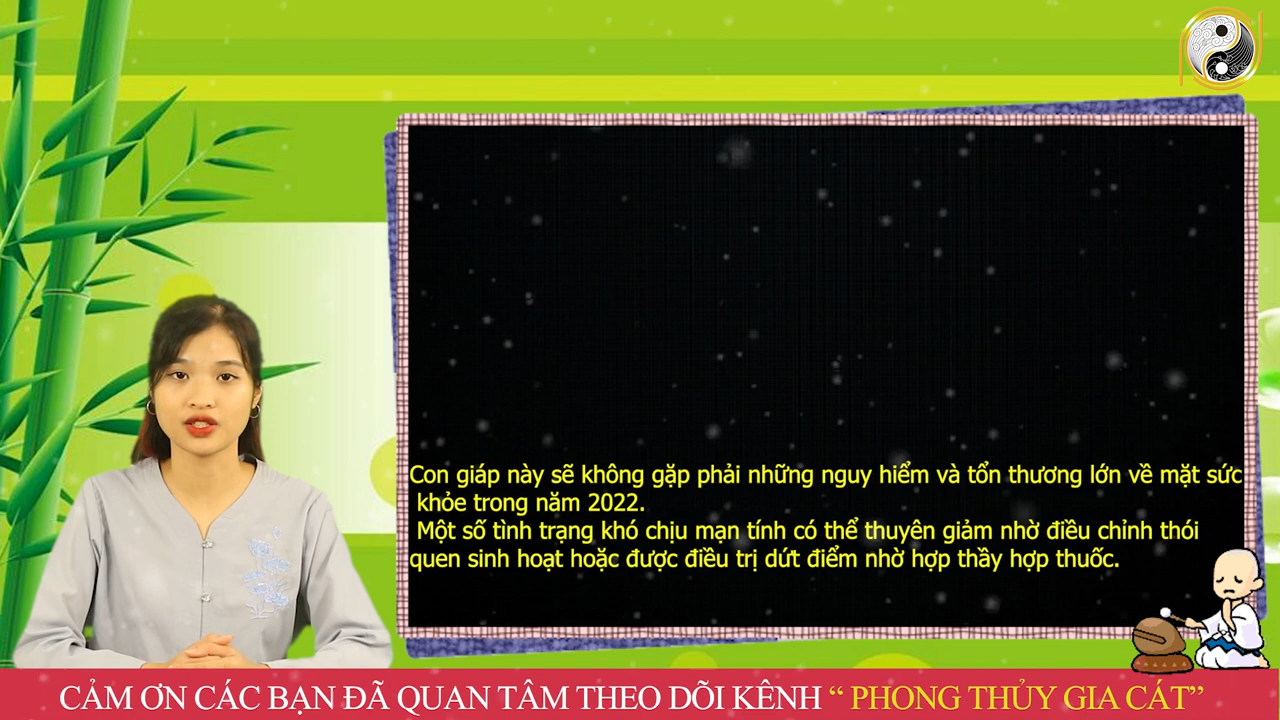 Con giáp này sẽ không gặp phải những nguy hiểm và tổn thương lớn về mặt sức
khỏe trong năm 2022.
Một số tình trạng khó chịu mạn tính có thể thuyên giảm nhờ điều chỉnh thói
quen sinh hoạt hoặc được điều trị dứt điểm nhờ hợp thầy hợp thuốc.
CẢM ƠN CÁC BẠN ĐÃ QUAN TÂM THEO DÕI KÊNH “ PHONG THỦY GIA CÁT”